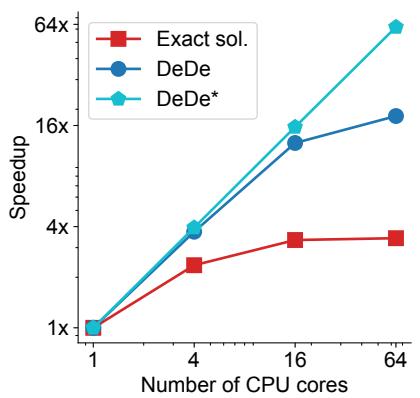 64x
16x
4x
1x
Speedup
Exact sol.
DeDe
DeDe*
1
4
16
64
Number of CPU cores